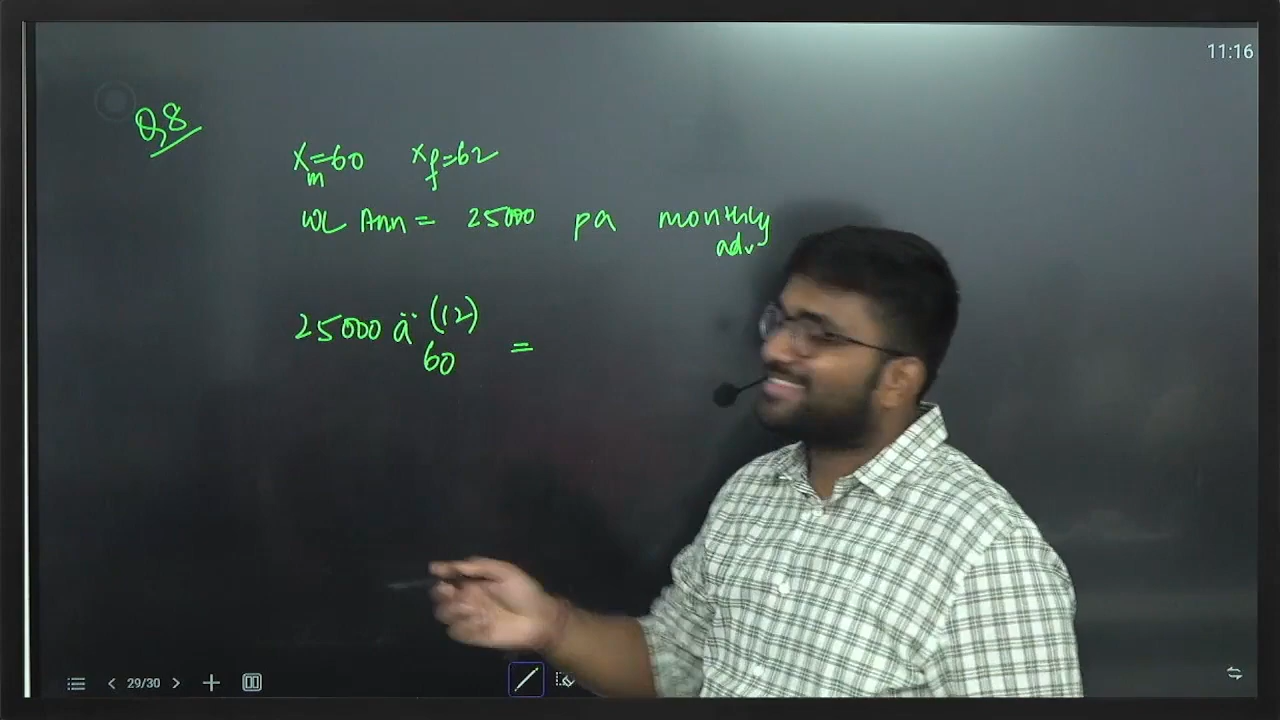 11:16
Q8
x_m=60 x_f=62
WL Ann = 25000 pa monthly
adv
25000 ä^(12)_60 =
29/30